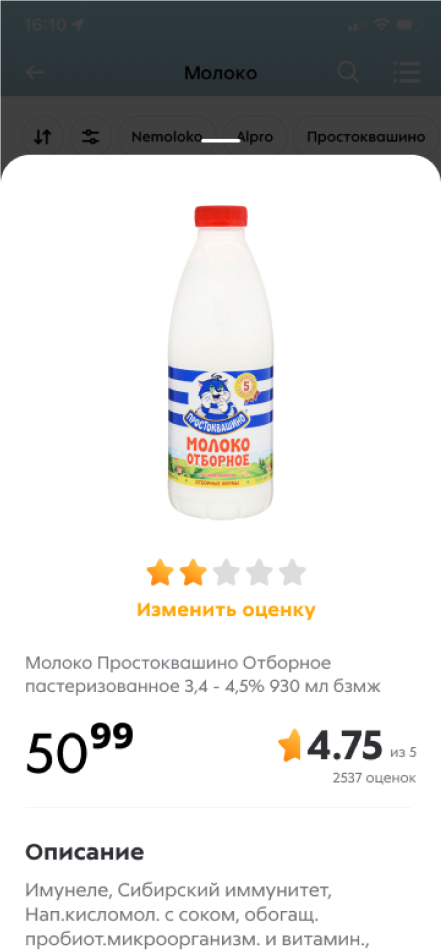 16:10
Молоко
Nemoloko
Alpro
Простоквашино
5
ПРОСТОКВАШИНО
МОЛОКО
ОТБОРНОЕ
ОТБОРНЫЕ ФЕРМЫ
Изменить оценку
Молоко Простоквашино Отборное
пастеризованное 3,4 - 4,5% 930 мл бзмж
50 99
4.75 из 5
2537 оценок
Описание
Имунеле, Сибирский иммунитет,
Нап.кисломол. с соком, обогащ.
пробиот.микроорганизм. и витамин.,